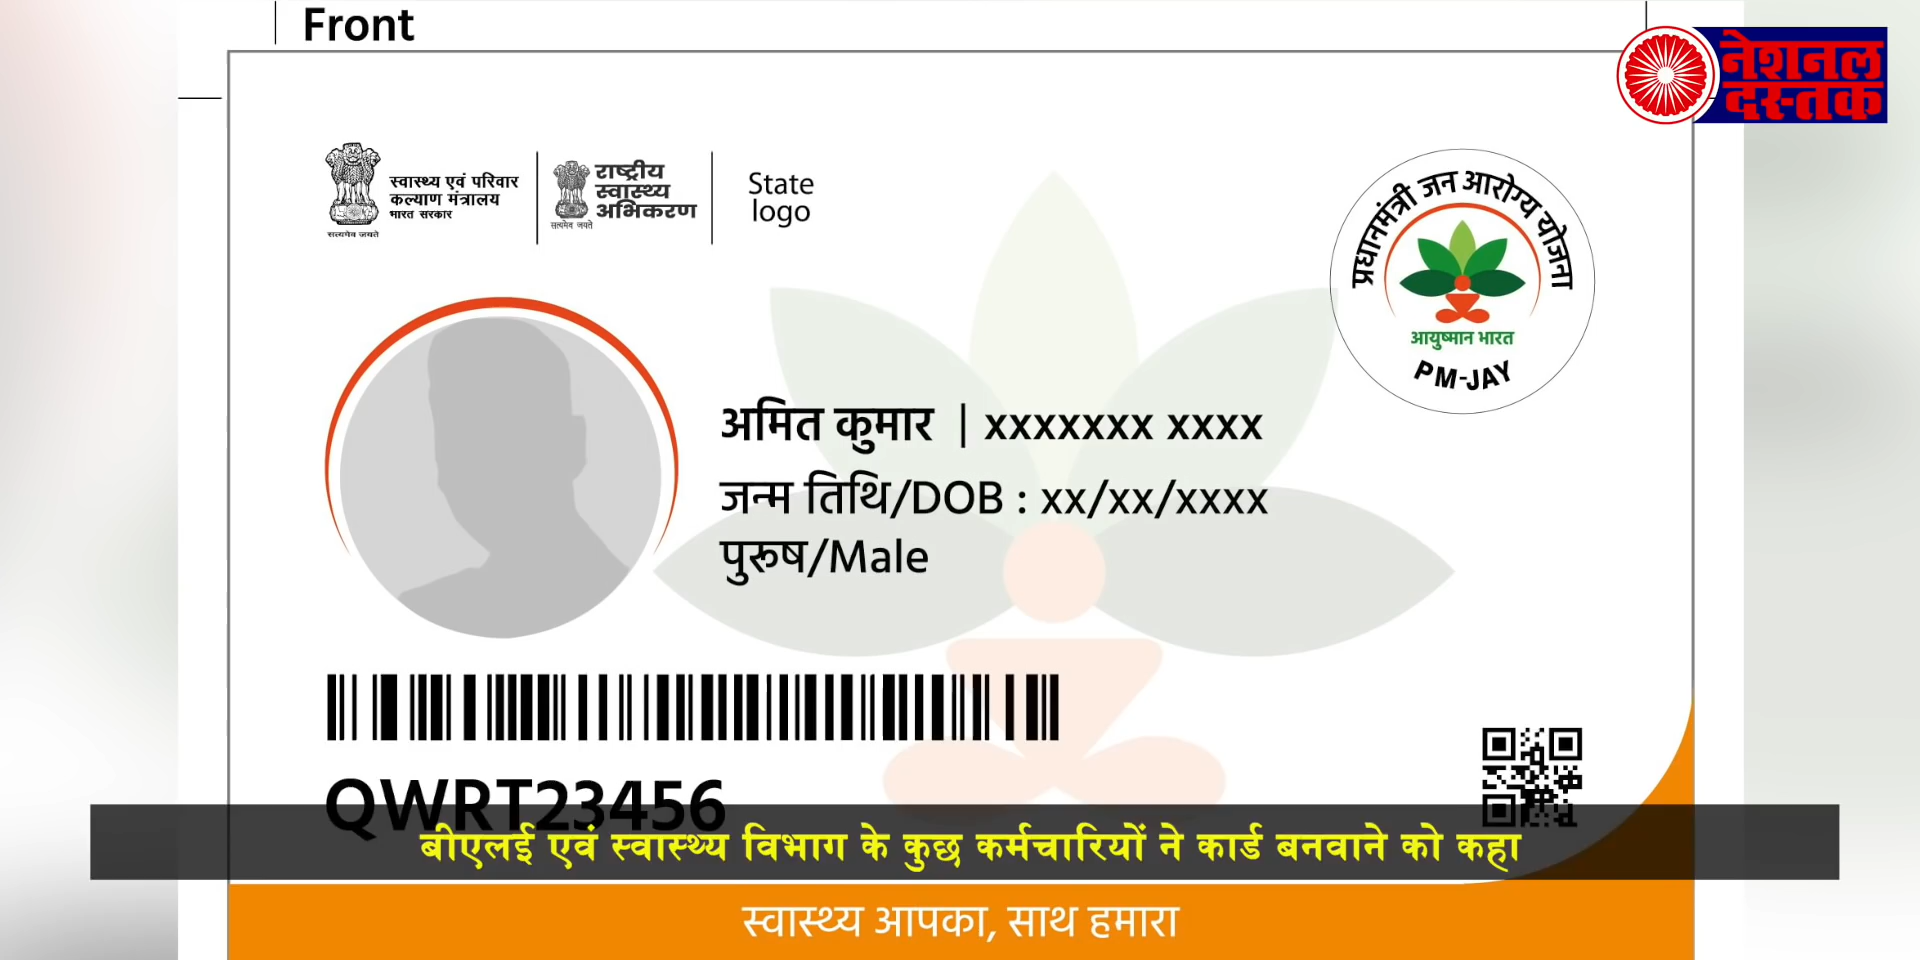 Front
नेशनल
दस्तक
स्वास्थ्य एवं परिवार
कल्याण मंत्रालय
भारत सरकार
सत्यमेव जयते
राष्ट्रीय
स्वास्थ्य
अभिकरण
सत्यमेव जयते
State
logo
प्रधानमंत्री जन आरोग्य योजना
आयुष्मान भारत
PM-JAY
अमित कुमार | xxxxxxx xxxx
जन्म तिथि/DOB : xx/xx/xxxx
पुरुष/Male
QWRT23456
बीएलई एवं स्वास्थ्य विभाग के कुछ कर्मचारियों ने कार्ड बनवाने को कहा
स्वास्थ्य आपका, साथ हमारा